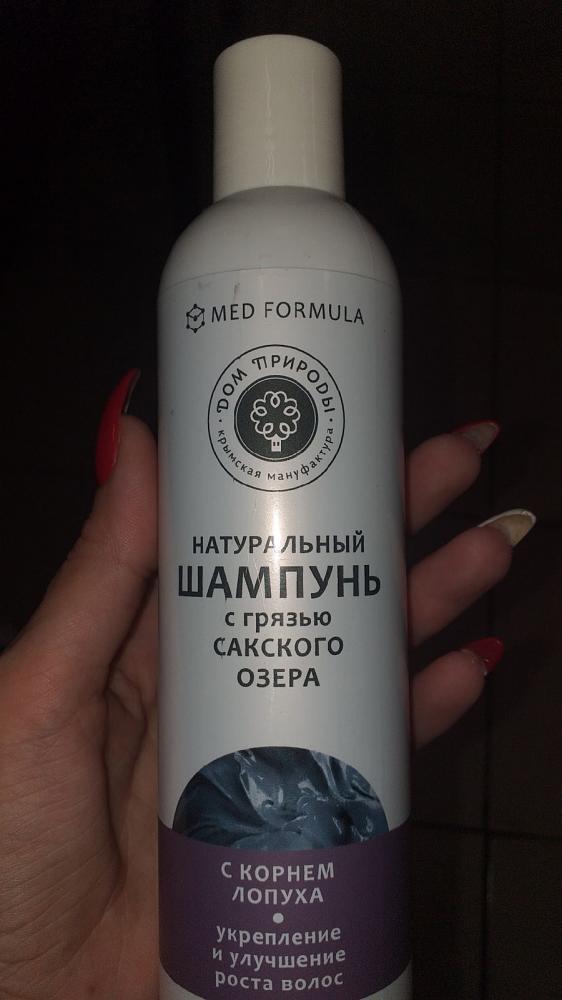 MED FORMULA
ДОМ ПРИРОДЫ
крымская мануфактура
НАТУРАЛЬНЫЙ
ШАМПУНЬ
с грязью
САКСКОГО
ОЗЕРА
С КОРНЕМ
ЛОПУХА
•
укрепление
и улучшение
роста волос